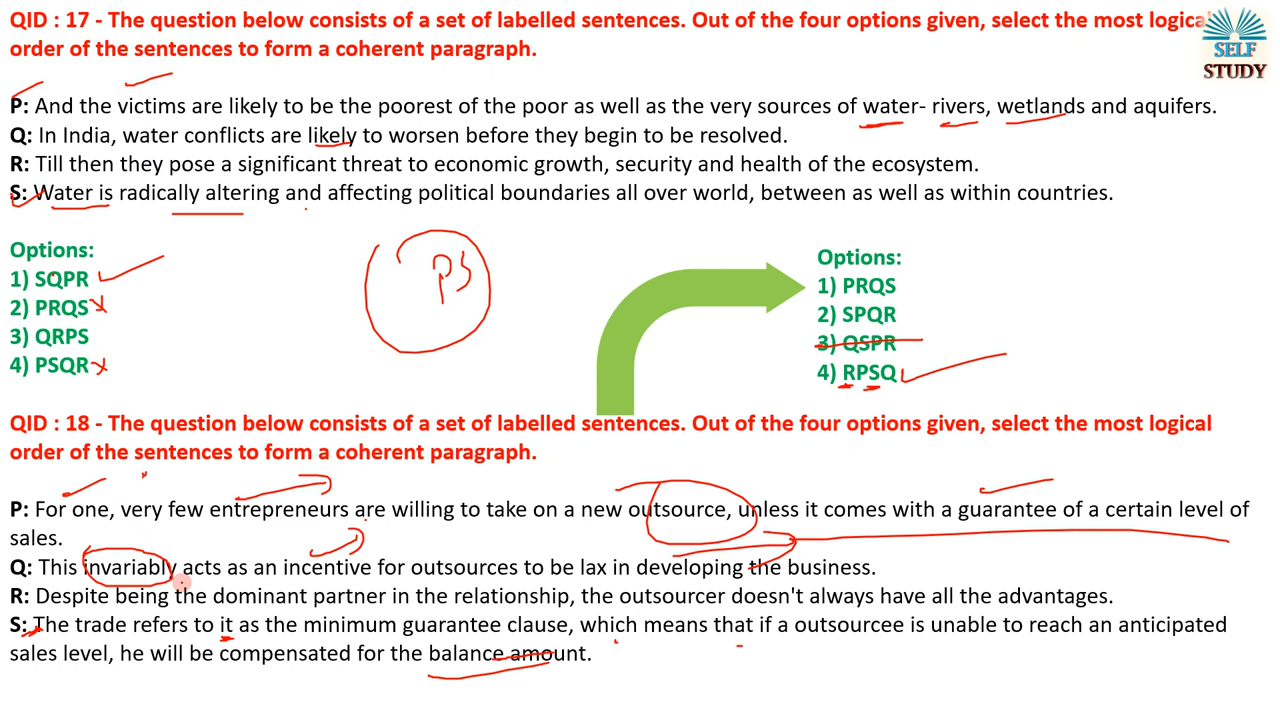 QID : 17 - The question below consists of a set of labelled sentences. Out of the four options given, select the most logical
order of the sentences to form a coherent paragraph.
SELF
STUDY
P: And the victims are likely to be the poorest of the poor as well as the very sources of water- rivers, wetlands and aquifers.
Q: In India, water conflicts are likely to worsen before they begin to be resolved.
R: Till then they pose a significant threat to economic growth, security and health of the ecosystem.
S: Water is radically altering and affecting political boundaries all over world, between as well as within countries.
Options:
1) SQPR
2) PRQS
3) QRPS
4) PSQR
PS
Options:
1) PRQS
2) SPQR
3) QSPR
4) RPSQ
QID : 18 - The question below consists of a set of labelled sentences. Out of the four options given, select the most logical
order of the sentences to form a coherent paragraph.
P: For one, very few entrepreneurs are willing to take on a new outsource, unless it comes with a guarantee of a certain level of
sales.
Q: This invariably acts as an incentive for outsources to be lax in developing the business.
R: Despite being the dominant partner in the relationship, the outsourcer doesn't always have all the advantages.
S: The trade refers to it as the minimum guarantee clause, which means that if a outsourcee is unable to reach an anticipated
sales level, he will be compensated for the balance amount.